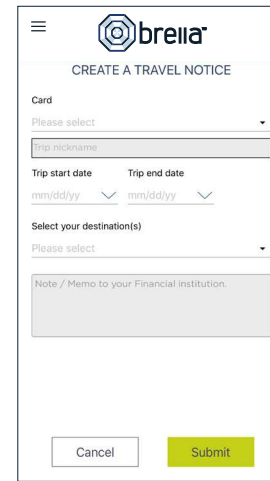 brella
CREATE A TRAVEL NOTICE
Card
Please select
Trip nickname
Trip start date Trip end date
mm/dd/yy mm/dd/yy
Select your destination(s)
Please select
Note / Memo to your Financial institution.
Cancel Submit